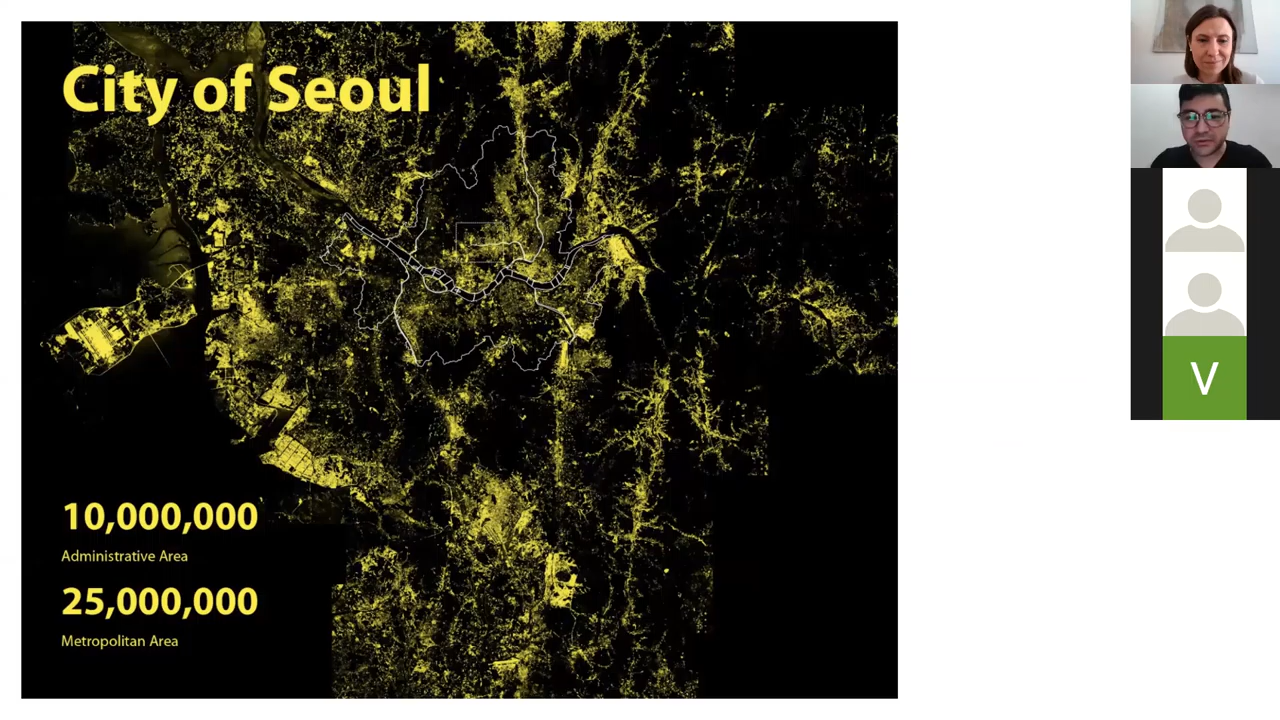 City of Seoul
10,000,000
Administrative Area
25,000,000
Metropolitan Area
V